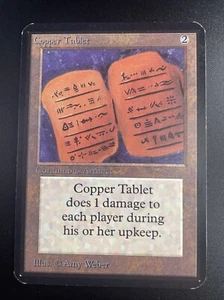 Copper Tablet 2
Continuous Artifact
Copper Tablet
does 1 damage to
each player during
his or her upkeep.
Illus. © Amy Weber